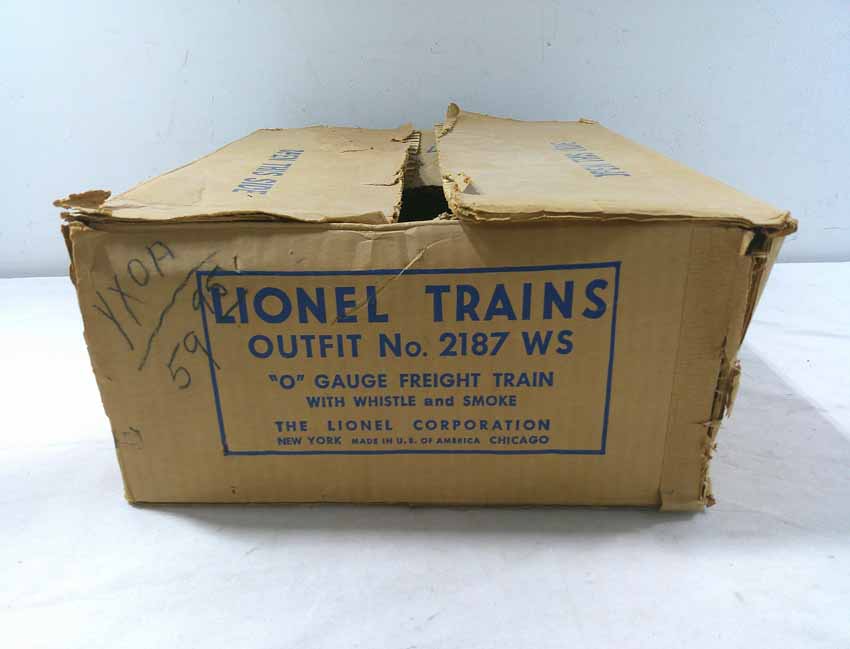 OPEN THIS SIDE
OPEN THIS SIDE
YXOA
59 95
LIONEL TRAINS
OUTFIT No. 2187 WS
"O" GAUGE FREIGHT TRAIN
WITH WHISTLE and SMOKE
THE LIONEL CORPORATION
NEW YORK MADE IN U.S. OF AMERICA CHICAGO